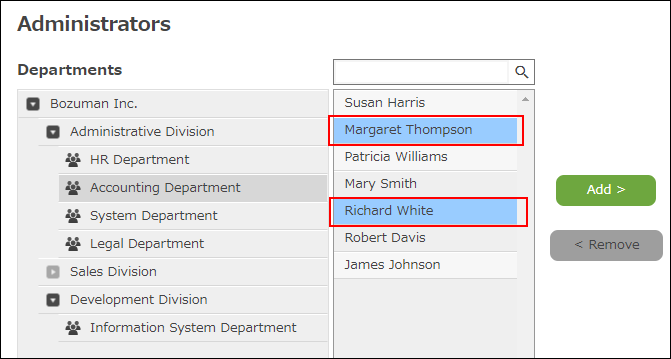 Administrators
Departments
Bozuman Inc.
Administrative Division
HR Department
Accounting Department
System Department
Legal Department
Sales Division
Development Division
Information System Department
Susan Harris
Margaret Thompson
Patricia Williams
Mary Smith
Richard White
Robert Davis
James Johnson
Add >
< Remove